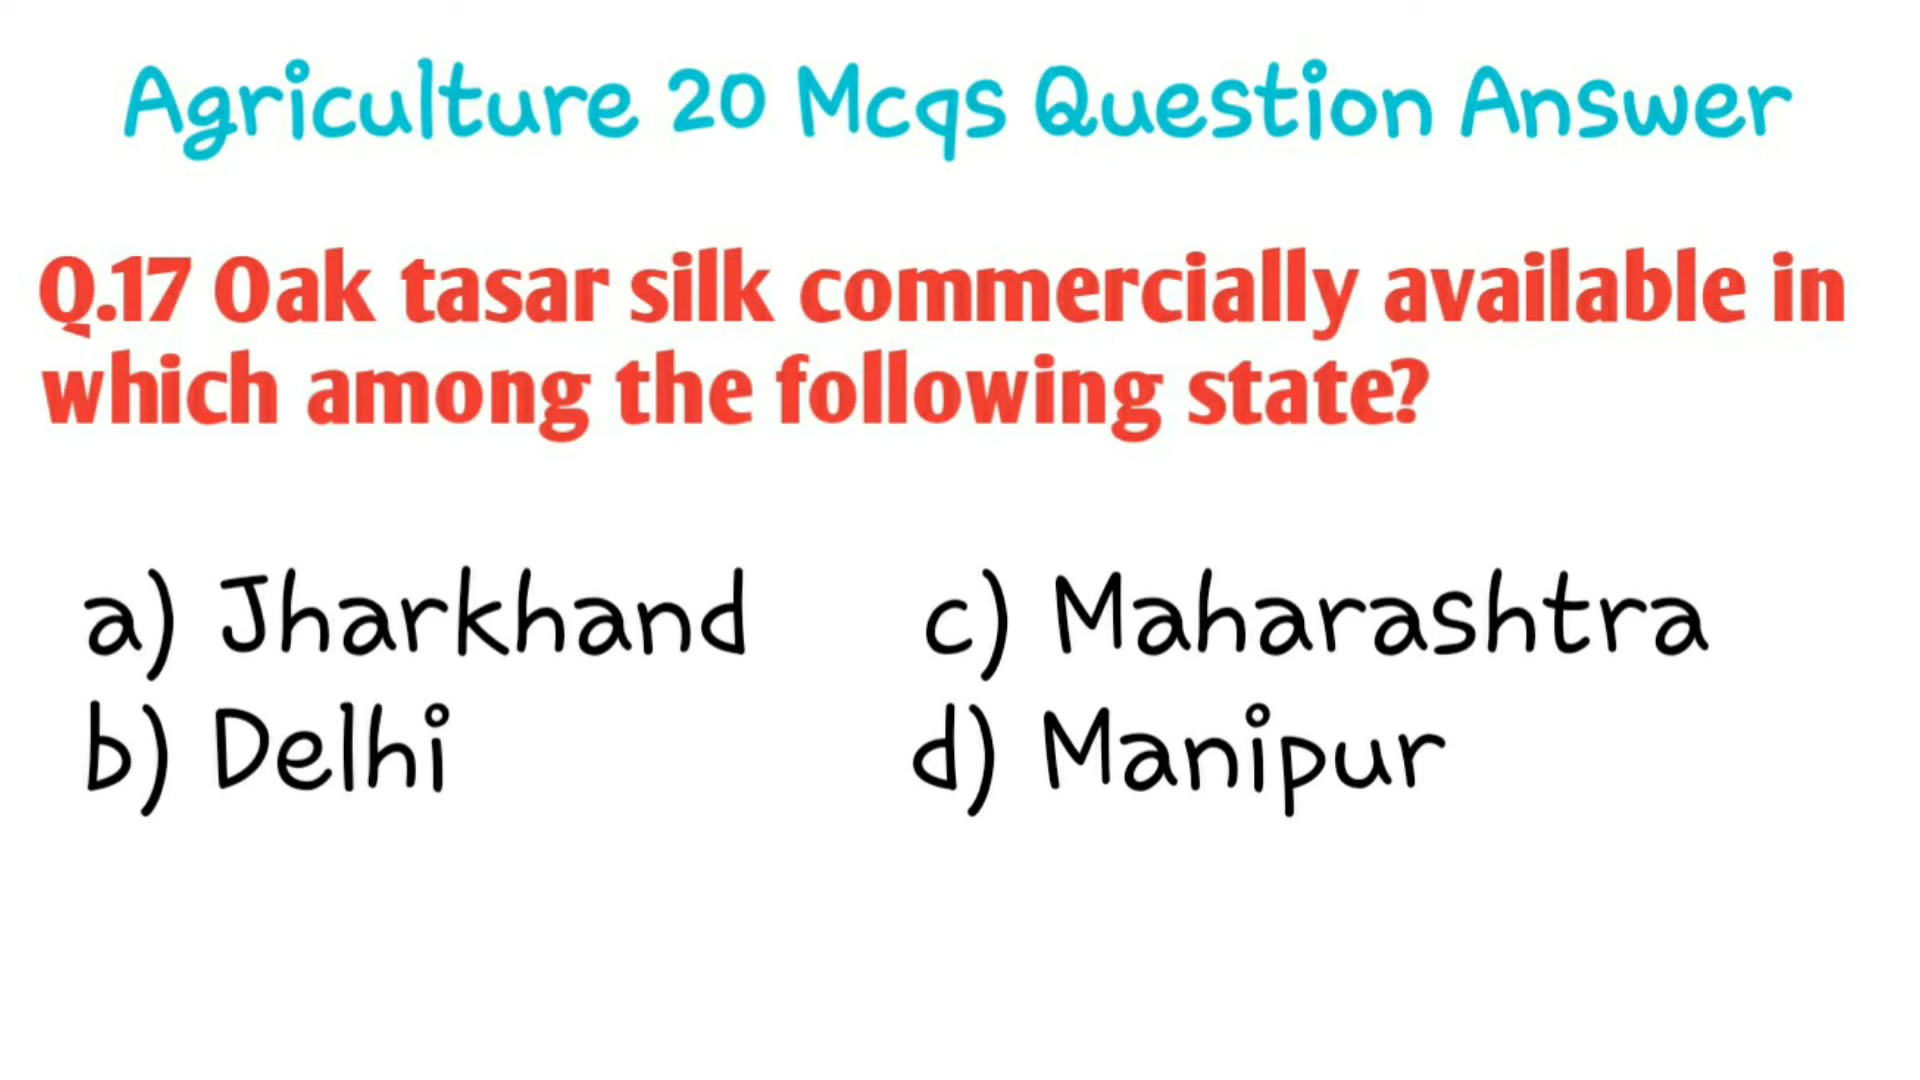 Agriculture 20 Mcqs Question Answer
Q.17 Oak tasar silk commercially available in
which among the following state?
a) Jharkhand
b) Delhi
c) Maharashtra
d) Manipur